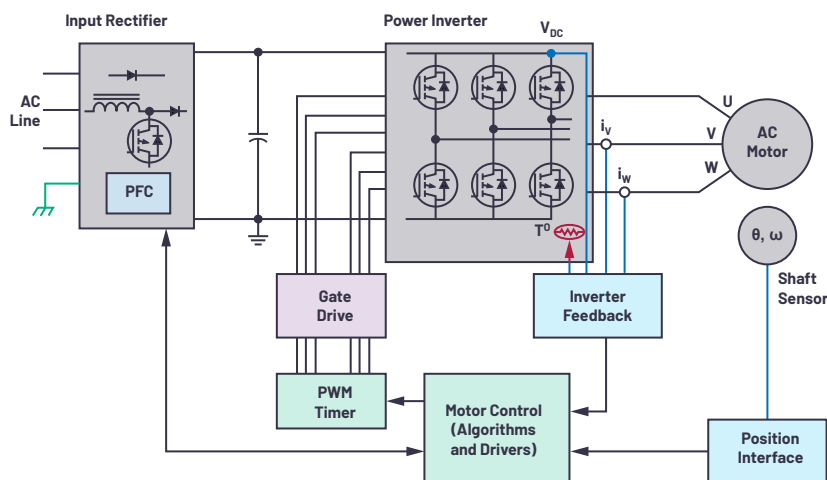 Input Rectifier
Power Inverter
V_DC
AC
Line
PFC
U
V
W
i_V
i_W
AC
Motor
T⁰
θ, ω
Shaft
Sensor
Gate
Drive
Inverter
Feedback
PWM
Timer
Motor Control
(Algorithms
and Drivers)
Position
Interface